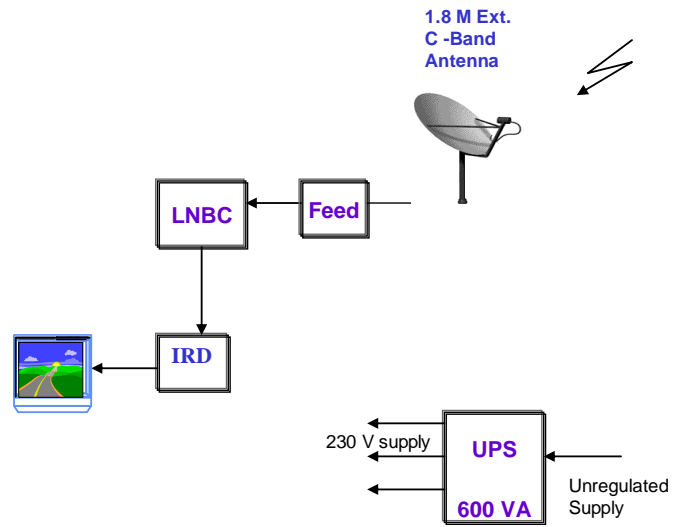 1.8 M Ext.
C -Band
Antenna
LNBC
Feed
IRD
230 V supply
UPS
600 VA
Unregulated
Supply